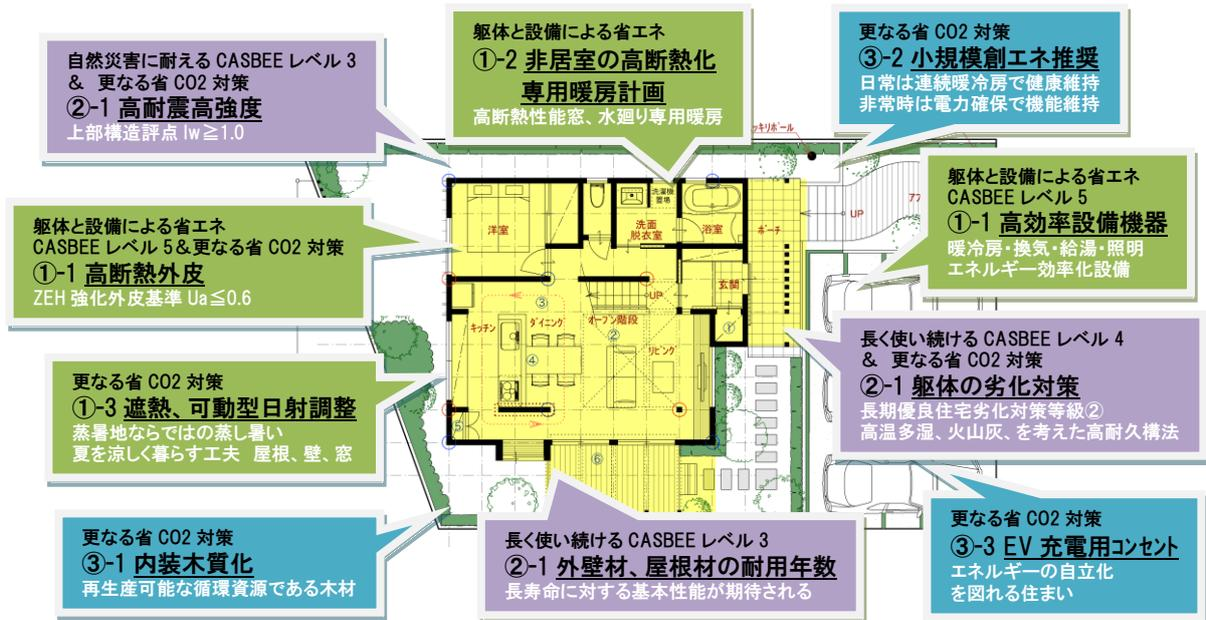 自然災害に耐える CASBEE レベル 3
& 更なる省 CO2 対策
②-1 高耐震高強度
上部構造評点 Iw≧1.0
躯体と設備による省エネ
①-2 非居室の高断熱化
専用暖房計画
高断熱性能窓、水廻り専用暖房
更なる省 CO2 対策
③-2 小規模創エネ推奨
日常は連続暖冷房で健康維持
非常時は電力確保で機能維持
躯体と設備による省エネ
CASBEE レベル 5&更なる省 CO2 対策
①-1 高断熱外皮
ZEH 強化外皮基準 Ua≦0.6
躯体と設備による省エネ
CASBEE レベル 5
①-1 高効率設備機器
暖冷房・換気・給湯・照明
エネルギー効率化設備
更なる省 CO2 対策
①-3 遮熱、可動型日射調整
蒸暑地ならではの蒸し暑い
夏を涼しく暮らす工夫 屋根、壁、窓
長く使い続ける CASBEE レベル 4
& 更なる省 CO2 対策
②-1 躯体の劣化対策
長期優良住宅劣化対策等級②
高温多湿、火山灰、を考えた高耐久構法
更なる省 CO2 対策
③-1 内装木質化
再生産可能な循環資源である木材
長く使い続ける CASBEE レベル 3
②-1 外壁材、屋根材の耐用年数
長寿命に対する基本性能が期待される
更なる省 CO2 対策
③-3 EV 充電用コンセント
エネルギーの自立化
を図れる住まい
ッキリポール
洋室
洗面
脱衣室
洗濯機
置場
浴室
ポーチ
UP
ア
玄関
UP
キッチン
ダイニング
オープン階段
リビング
①
②
③
④
⑤
⑥